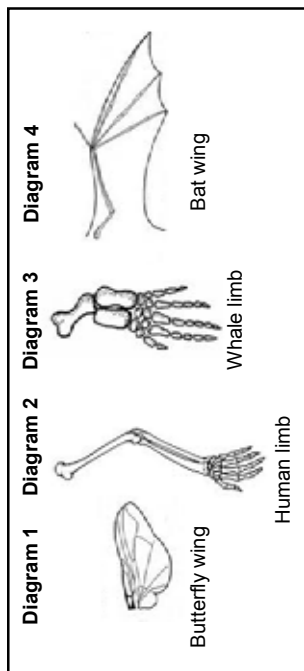 Diagram 1
Butterfly wing
Diagram 2
Human limb
Diagram 3
Whale limb
Diagram 4
Bat wing